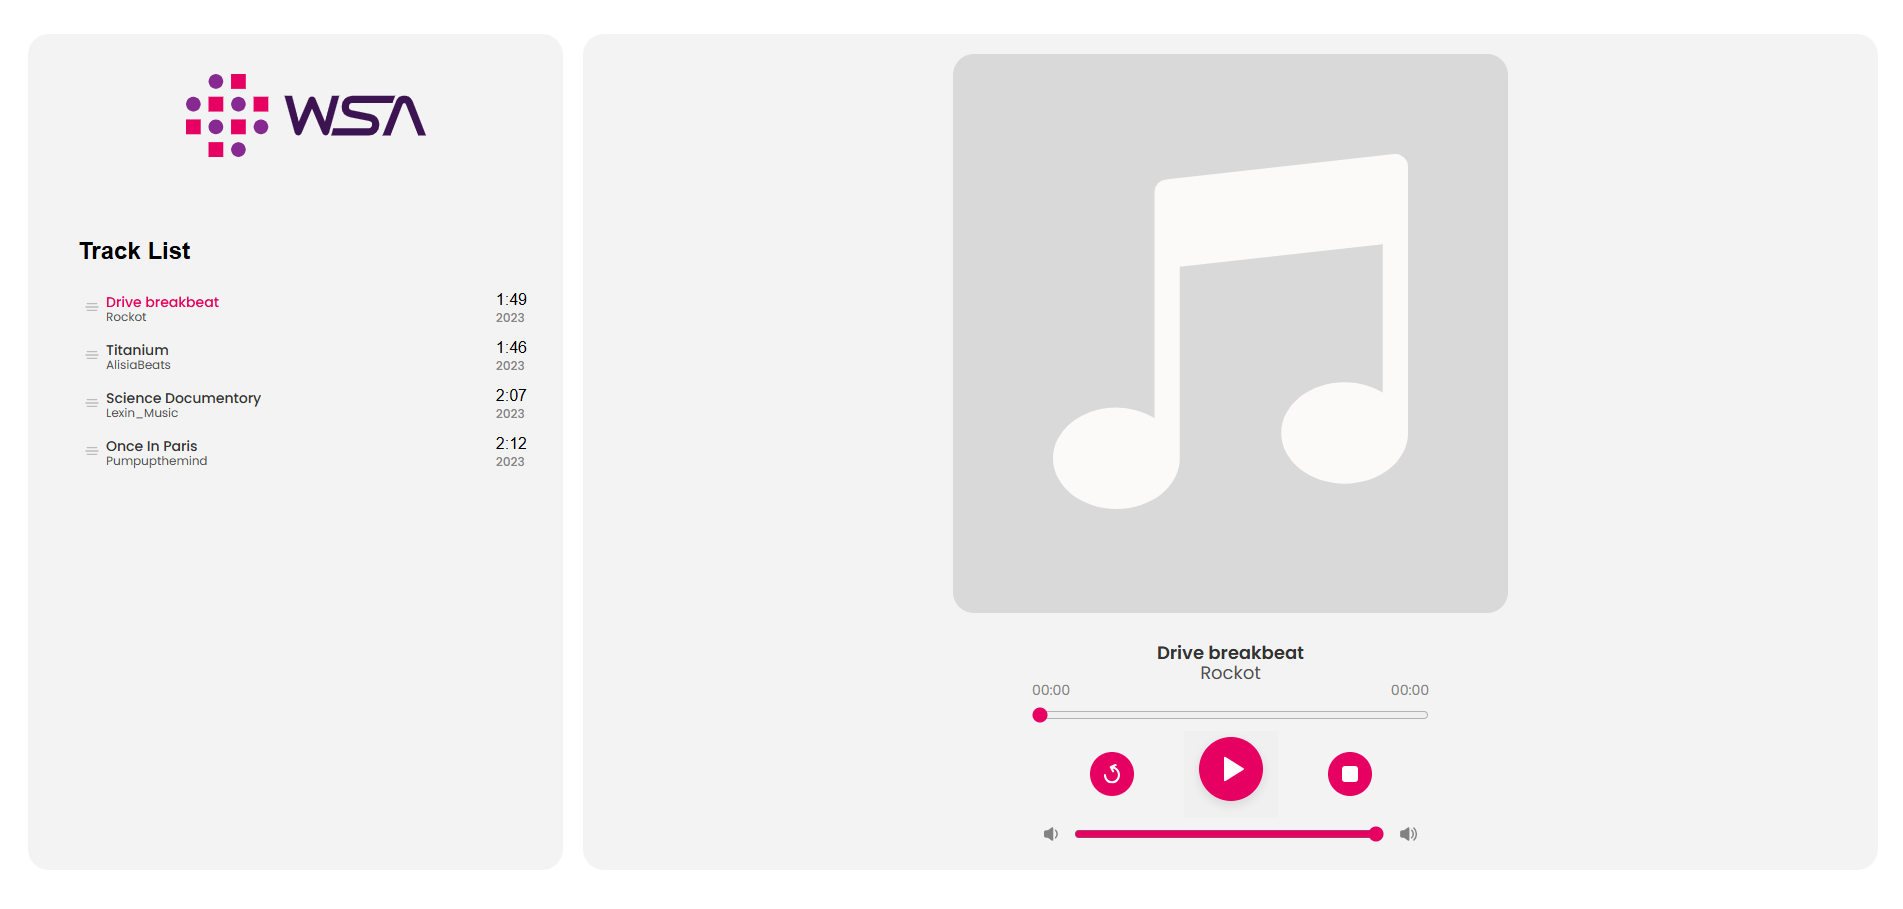 WSA
Track List
Drive breakbeat
Rockot
1:49
2023
Titanium
AlisiaBeats
1:46
2023
Science Documentory
Lexin_Music
2:07
2023
Once In Paris
Pumpupthemind
2:12
2023
Drive breakbeat
Rockot
00:00
00:00